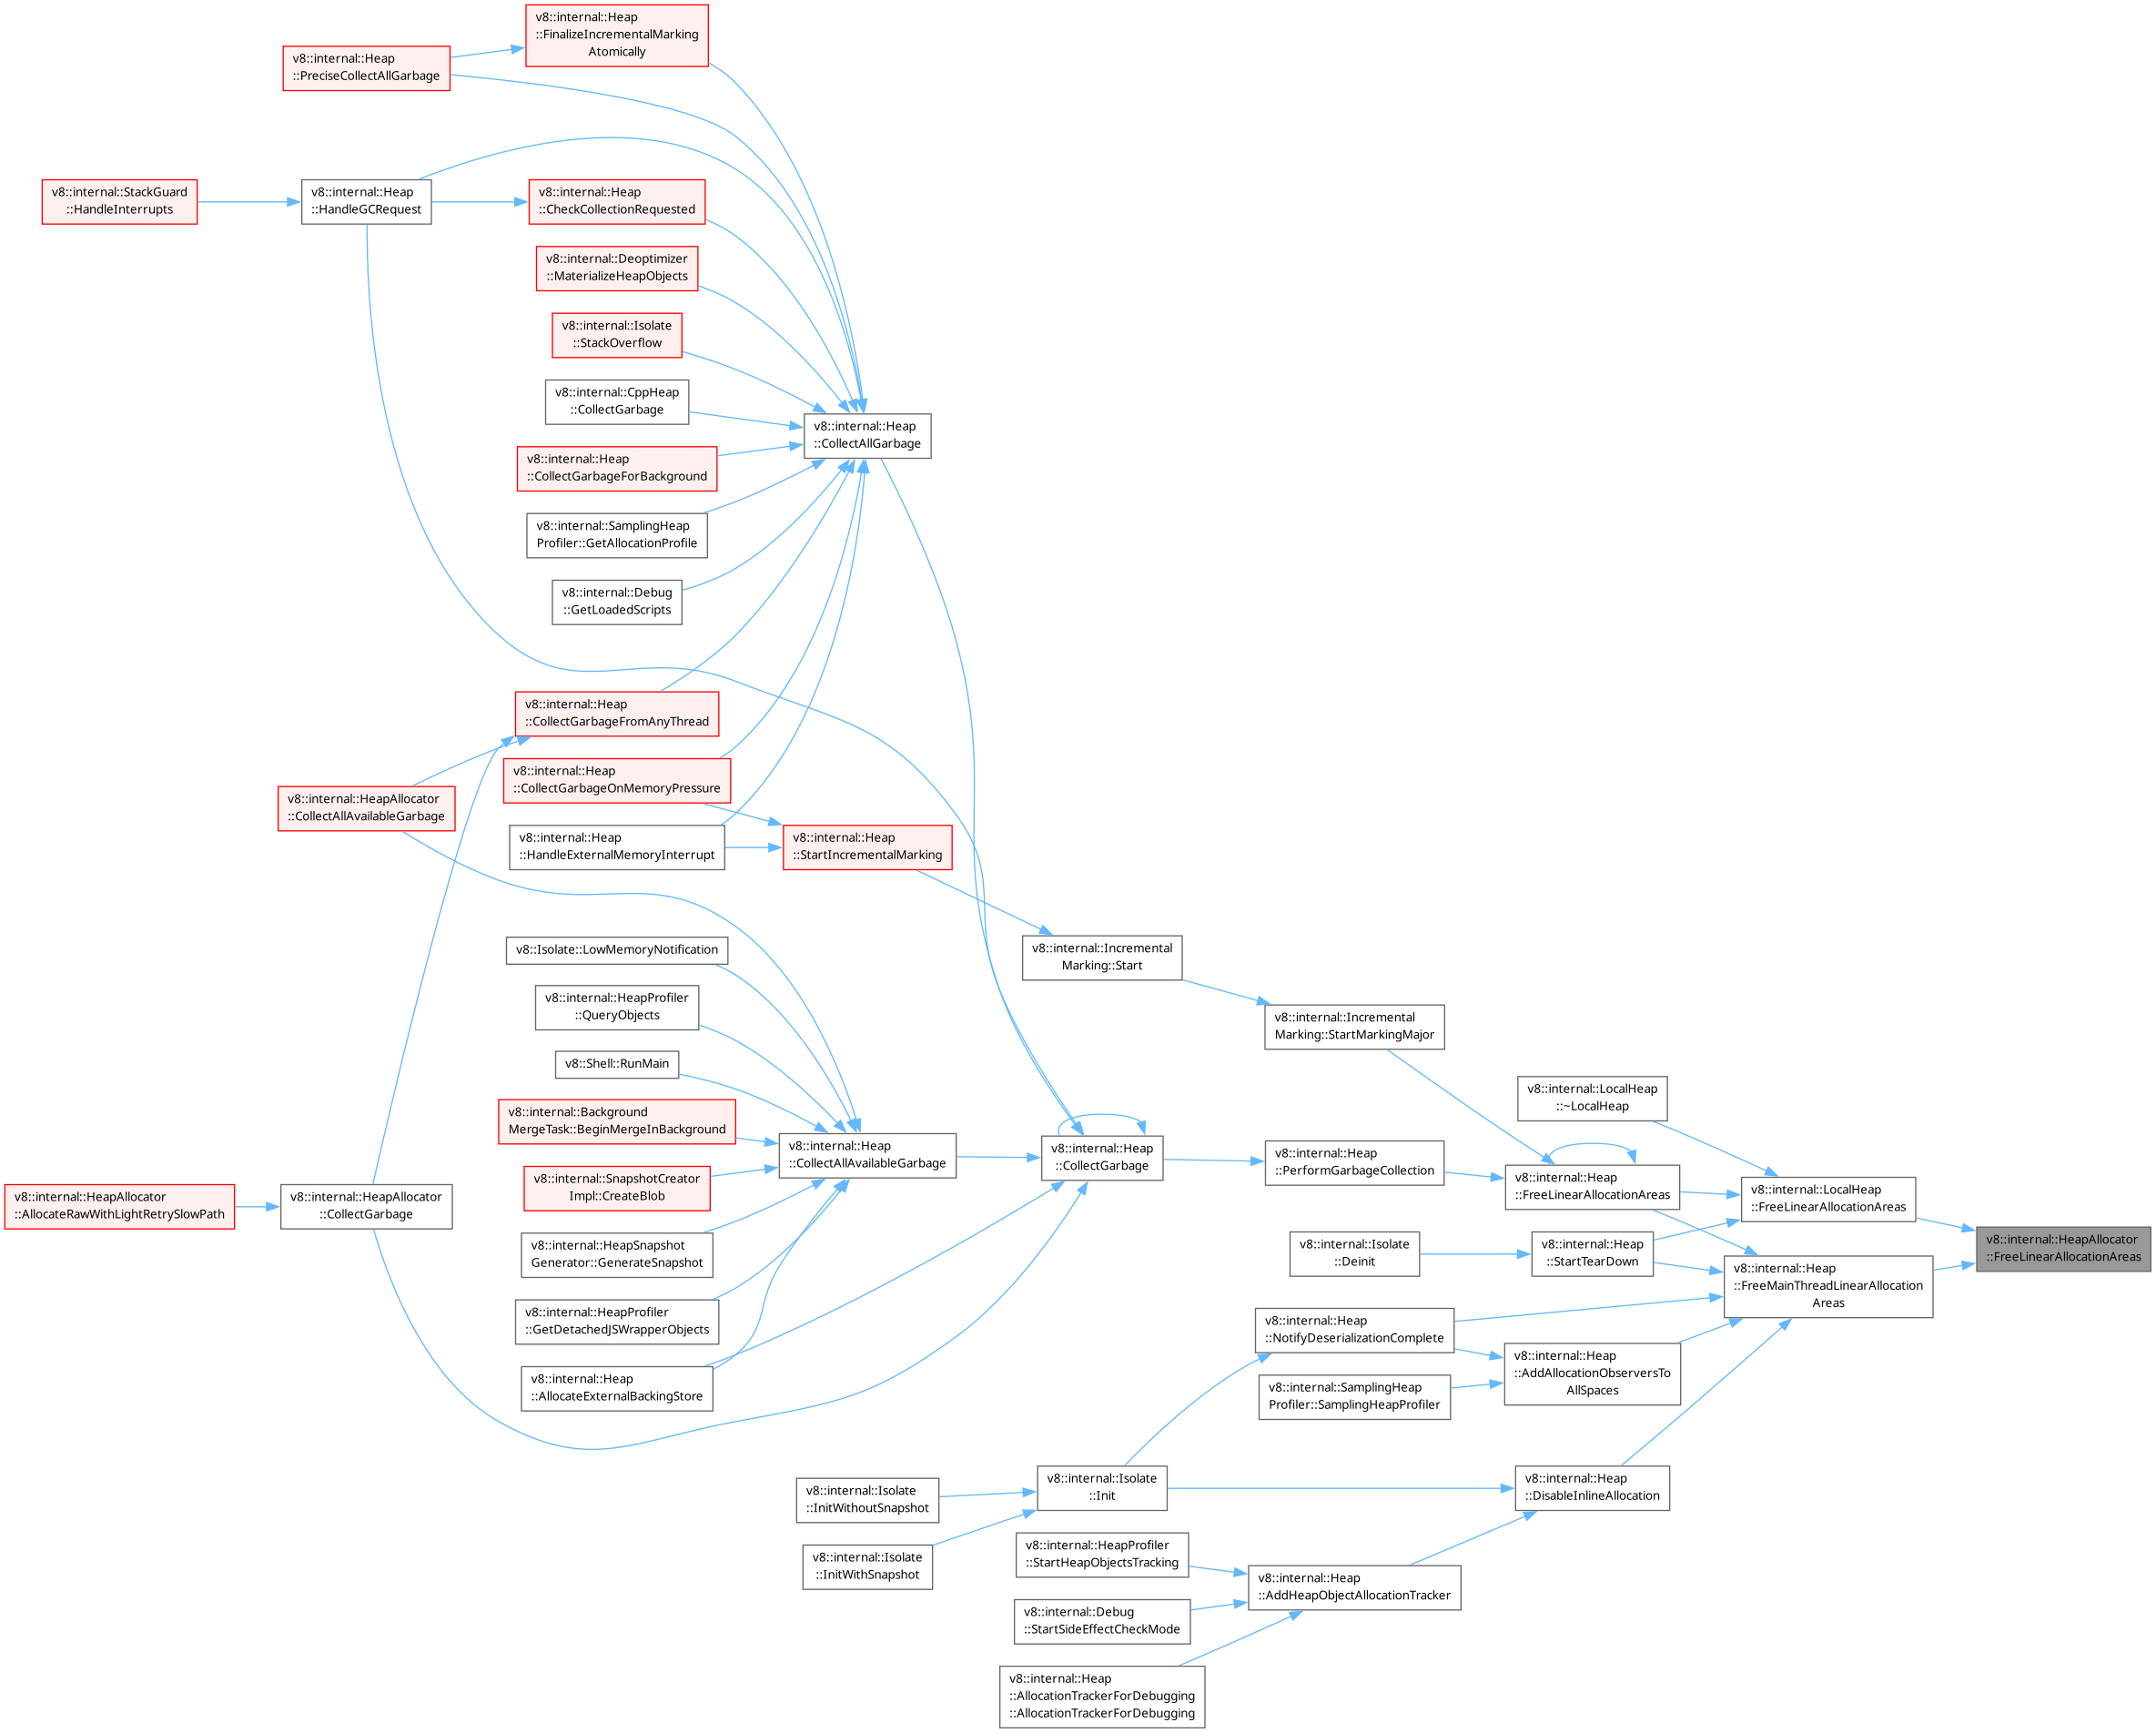 v8::internal::Heap
::FinalizeIncrementalMarking
Atomically
v8::internal::Heap
::PreciseCollectAllGarbage
v8::internal::StackGuard
::HandleInterrupts
v8::internal::Heap
::HandleGCRequest
v8::internal::Heap
::CheckCollectionRequested
v8::internal::Deoptimizer
::MaterializeHeapObjects
v8::internal::Isolate
::StackOverflow
v8::internal::CppHeap
::CollectGarbage
v8::internal::Heap
::CollectAllGarbage
v8::internal::Heap
::CollectGarbageForBackground
v8::internal::SamplingHeap
Profiler::GetAllocationProfile
v8::internal::Debug
::GetLoadedScripts
v8::internal::Heap
::CollectGarbageFromAnyThread
v8::internal::Heap
::CollectGarbageOnMemoryPressure
v8::internal::HeapAllocator
::CollectAllAvailableGarbage
v8::internal::Heap
::HandleExternalMemoryInterrupt
v8::internal::Heap
::StartIncrementalMarking
v8::Isolate::LowMemoryNotification
v8::internal::Incremental
Marking::Start
v8::internal::HeapProfiler
::QueryObjects
v8::internal::Incremental
Marking::StartMarkingMajor
v8::Shell::RunMain
v8::internal::LocalHeap
::~LocalHeap
v8::internal::Background
MergeTask::BeginMergeInBackground
v8::internal::Heap
::CollectAllAvailableGarbage
v8::internal::Heap
::CollectGarbage
v8::internal::Heap
::PerformGarbageCollection
v8::internal::Heap
::FreeLinearAllocationAreas
v8::internal::LocalHeap
::FreeLinearAllocationAreas
v8::internal::SnapshotCreator
Impl::CreateBlob
v8::internal::HeapAllocator
::AllocateRawWithLightRetrySlowPath
v8::internal::HeapAllocator
::CollectGarbage
v8::internal::HeapSnapshot
Generator::GenerateSnapshot
v8::internal::Isolate
::Deinit
v8::internal::Heap
::StartTearDown
v8::internal::HeapAllocator
::FreeLinearAllocationAreas
v8::internal::Heap
::FreeMainThreadLinearAllocation
Areas
v8::internal::HeapProfiler
::GetDetachedJSWrapperObjects
v8::internal::Heap
::NotifyDeserializationComplete
v8::internal::Heap
::AddAllocationObserversTo
AllSpaces
v8::internal::Heap
::AllocateExternalBackingStore
v8::internal::SamplingHeap
Profiler::SamplingHeapProfiler
v8::internal::Isolate
::InitWithoutSnapshot
v8::internal::Isolate
::Init
v8::internal::Heap
::DisableInlineAllocation
v8::internal::Isolate
::InitWithSnapshot
v8::internal::HeapProfiler
::StartHeapObjectsTracking
v8::internal::Heap
::AddHeapObjectAllocationTracker
v8::internal::Debug
::StartSideEffectCheckMode
v8::internal::Heap
::AllocationTrackerForDebugging
::AllocationTrackerForDebugging